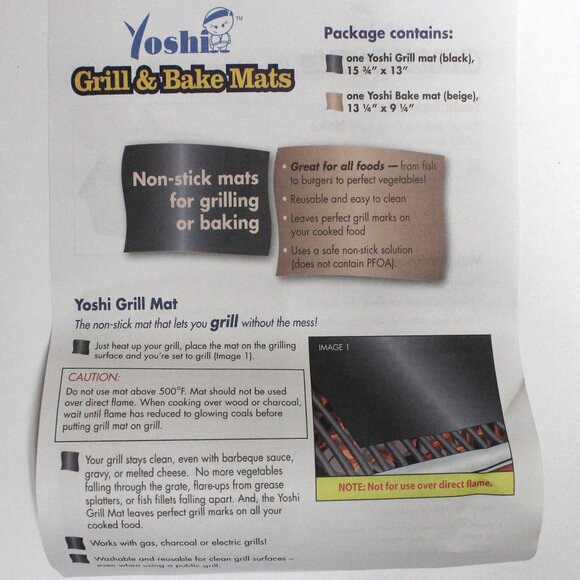 Yoshi™
Grill & Bake Mats
Package contains:
one Yoshi Grill mat (black),
15 ¾" x 13"
one Yoshi Bake mat (beige),
13 ¼" x 9 ¼"
Non-stick mats
for grilling
or baking
• Great for all foods — from fish
to burgers to perfect vegetables!
• Reusable and easy to clean
• Leaves perfect grill marks on
your cooked food
• Uses a safe non-stick solution
(does not contain PFOA).
Yoshi Grill Mat
The non-stick mat that lets you grill without the mess!
Just heat up your grill, place the mat on the grilling
surface and you're set to grill (Image 1).
CAUTION:
Do not use mat above 500°F. Mat should not be used
over direct flame. When cooking over wood or charcoal,
wait until flame has reduced to glowing coals before
putting grill mat on grill.
IMAGE 1
NOTE: Not for use over direct flame.
Your grill stays clean, even with barbeque sauce,
gravy, or melted cheese. No more vegetables
falling through the grate, flare-ups from grease
splatters, or fish fillets falling apart. And, the Yoshi
Grill Mat leaves perfect grill marks on all your
cooked food.
Works with gas, charcoal or electric grills!
Washable and reusable for clean grill surfaces –
even when using a public grill.